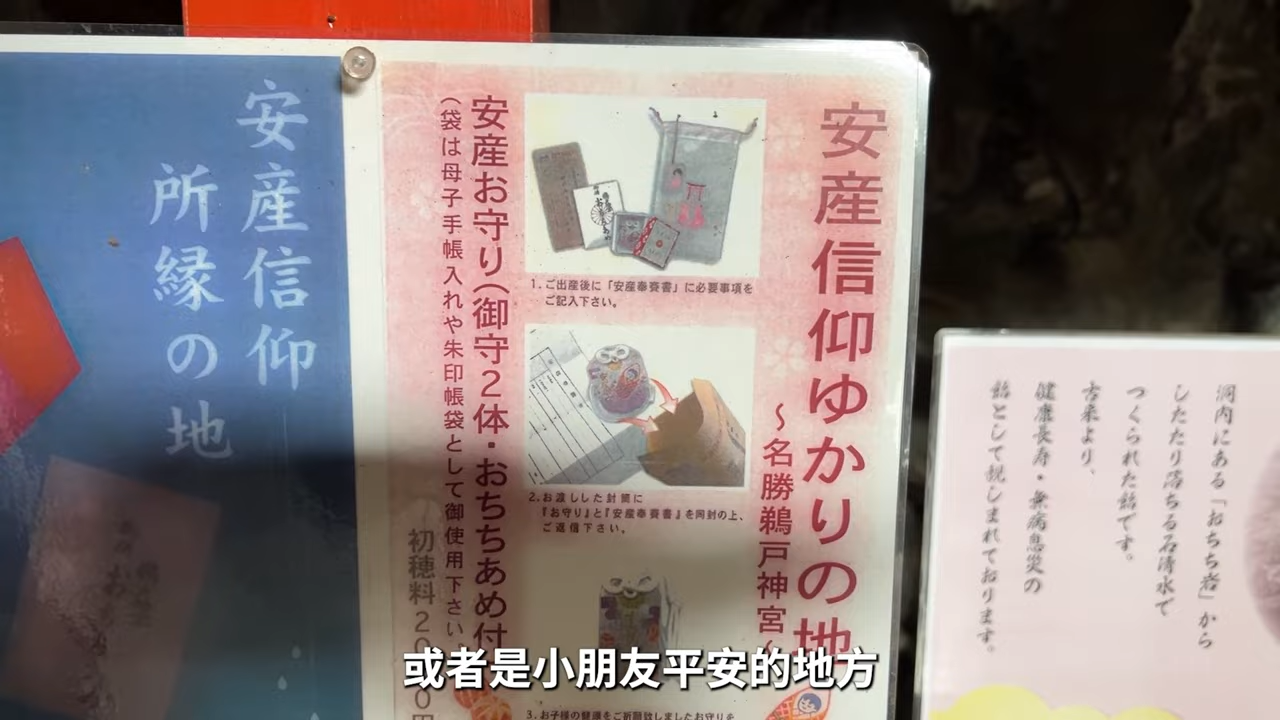 安産信仰
所縁の地
安産信仰ゆかりの地
〜名勝鵜戸神宮〜
1.ご出産後に「安産奉賽書」に必要事項を
ご記入下さい。
2.お渡しした封筒に
『お守り』と『安産奉賽書』を同封の上、
ご返信下さい。
3.お子様の健康をご祈願致しましたお守りを
安産お守り(御守2体・おちちあめ付
(袋は母子手帳入れや朱印帳袋として御使用下さい。
初穂料20
0円
洞内にある「おちち岩」から
したたり落ちる石清水で
つくられた飴です。
古来より、
健康長寿・無病息災の
飴として親しまれております。
或者是小朋友平安的地方